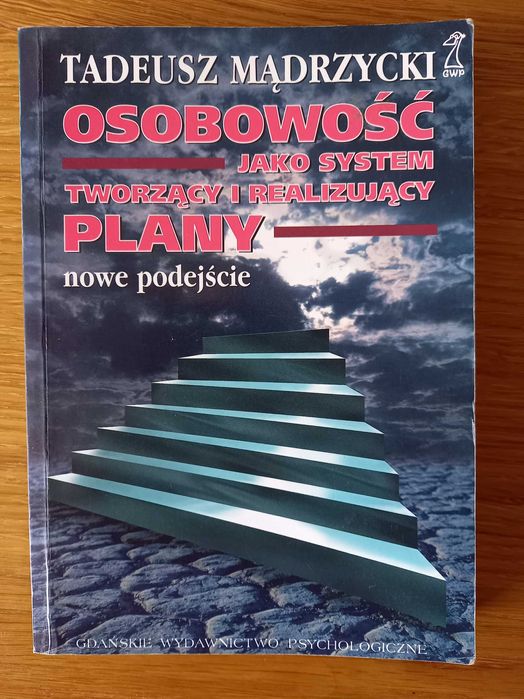 TADEUSZ MĄDRZYCKI
GWP
OSOBOWOŚĆ
JAKO SYSTEM
TWORZĄCY I REALIZUJĄCY
PLANY
nowe podejście
GDAŃSKIE WYDAWNICTWO PSYCHOLOGICZNE